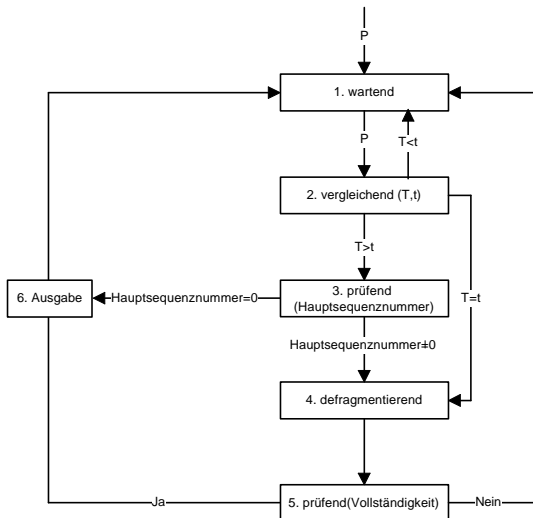 P
1. wartend
P
T<t
2. vergleichend (T,t)
T>t
T=t
3. prüfend
(Hauptsequenznummer)
6. Ausgabe
Hauptsequenznummer=0
Hauptsequenznummer≠0
4. defragmentierend
5. prüfend(Vollständigkeit)
Ja
Nein